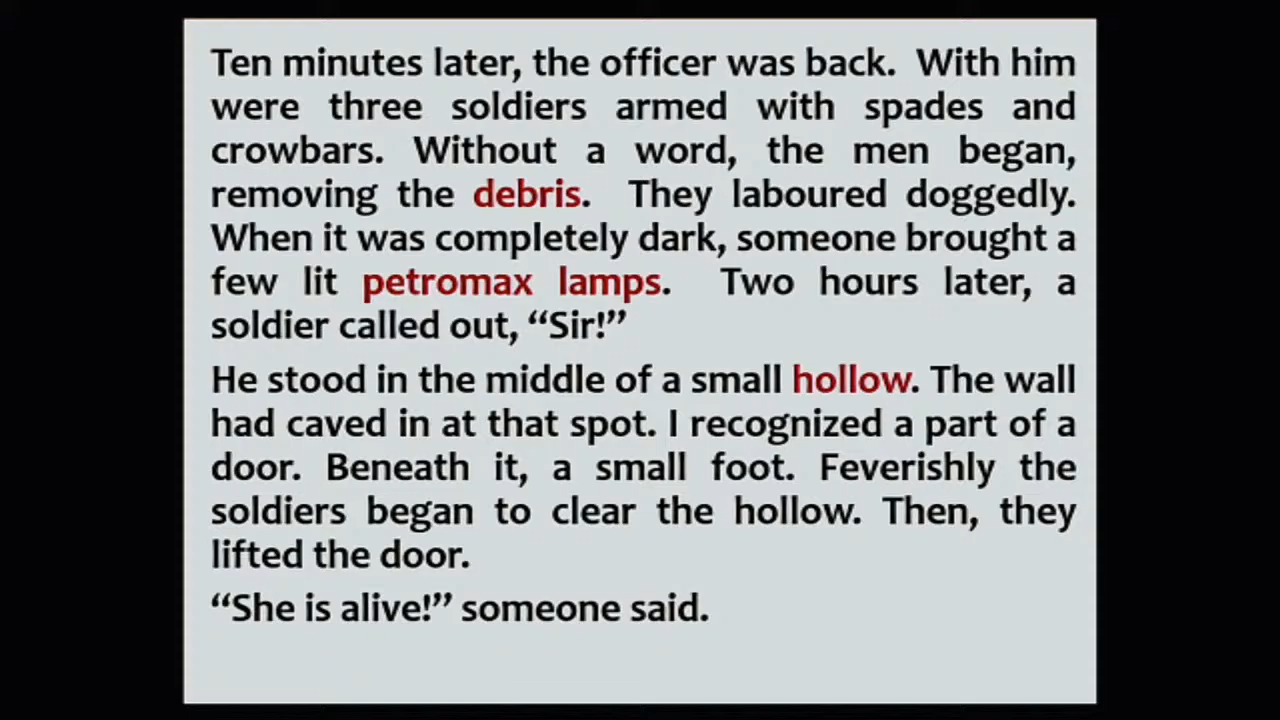 Ten minutes later, the officer was back.  With him
were three soldiers armed with spades and
crowbars. Without a word, the men began,
removing the debris.  They laboured doggedly.
When it was completely dark, someone brought a
few lit petromax lamps.  Two hours later, a
soldier called out, “Sir!”
He stood in the middle of a small hollow. The wall
had caved in at that spot. I recognized a part of a
door. Beneath it, a small foot. Feverishly the
soldiers began to clear the hollow. Then, they
lifted the door.
“She is alive!” someone said.